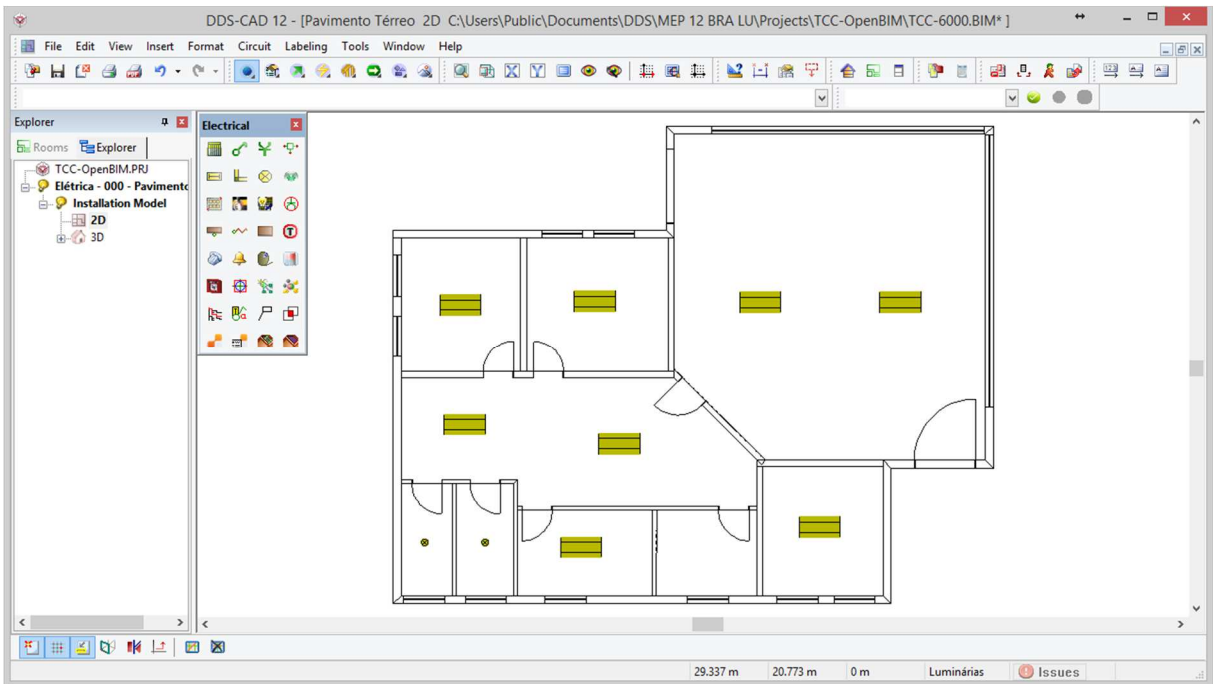 DDS-CAD 12 - [Pavimento Térreo 2D C:\Users\Public\Documents\DDS\MEP 12 BRA LU\Projects\TCC-OpenBIM\TCC-6000.BIM* ]
File Edit View Insert Format Circuit Labeling Tools Window Help
Explorer
Electrical
Rooms Explorer
TCC-OpenBIM.PRJ
Elétrica - 000 - Pavimento
Installation Model
2D
3D
29.337 m 20.773 m 0 m Luminárias Issues